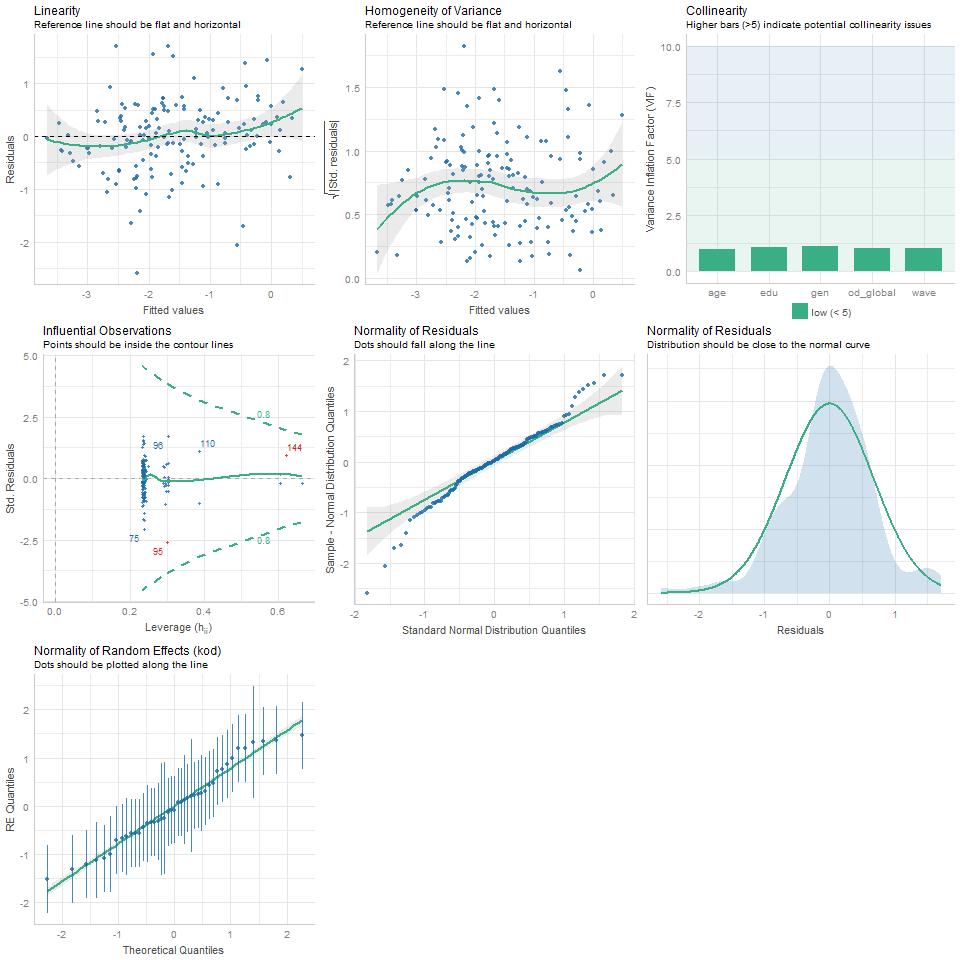 Linearity
Reference line should be flat and horizontal
Residuals
1
0
-1
-2
-3
-2
-1
0
Fitted values
Homogeneity of Variance
Reference line should be flat and horizontal
√|Std. residuals|
1.5
1.0
0.5
0.0
-3
-2
-1
0
Fitted values
Collinearity
Higher bars (>5) indicate potential collinearity issues
Variance Inflation Factor (VIF)
10.0
7.5
5.0
2.5
0.0
age
edu
gen
od_global
wave
low (< 5)
Influential Observations
Points should be inside the contour lines
Std. Residuals
5.0
2.5
0.0
-2.5
-5.0
0.8
96
110
144
75
95
0.8
0.0
0.2
0.4
0.6
Leverage (hii)
Normality of Residuals
Dots should fall along the line
Sample - Normal Distribution Quantiles
2
1
0
-1
-2
-2
-1
0
1
2
Standard Normal Distribution Quantiles
Normality of Residuals
Distribution should be close to the normal curve
-2
-1
0
1
Residuals
Normality of Random Effects (kod)
Dots should be plotted along the line
RE Quantiles
2
1
0
-1
-2
-2
-1
0
1
2
Theoretical Quantiles